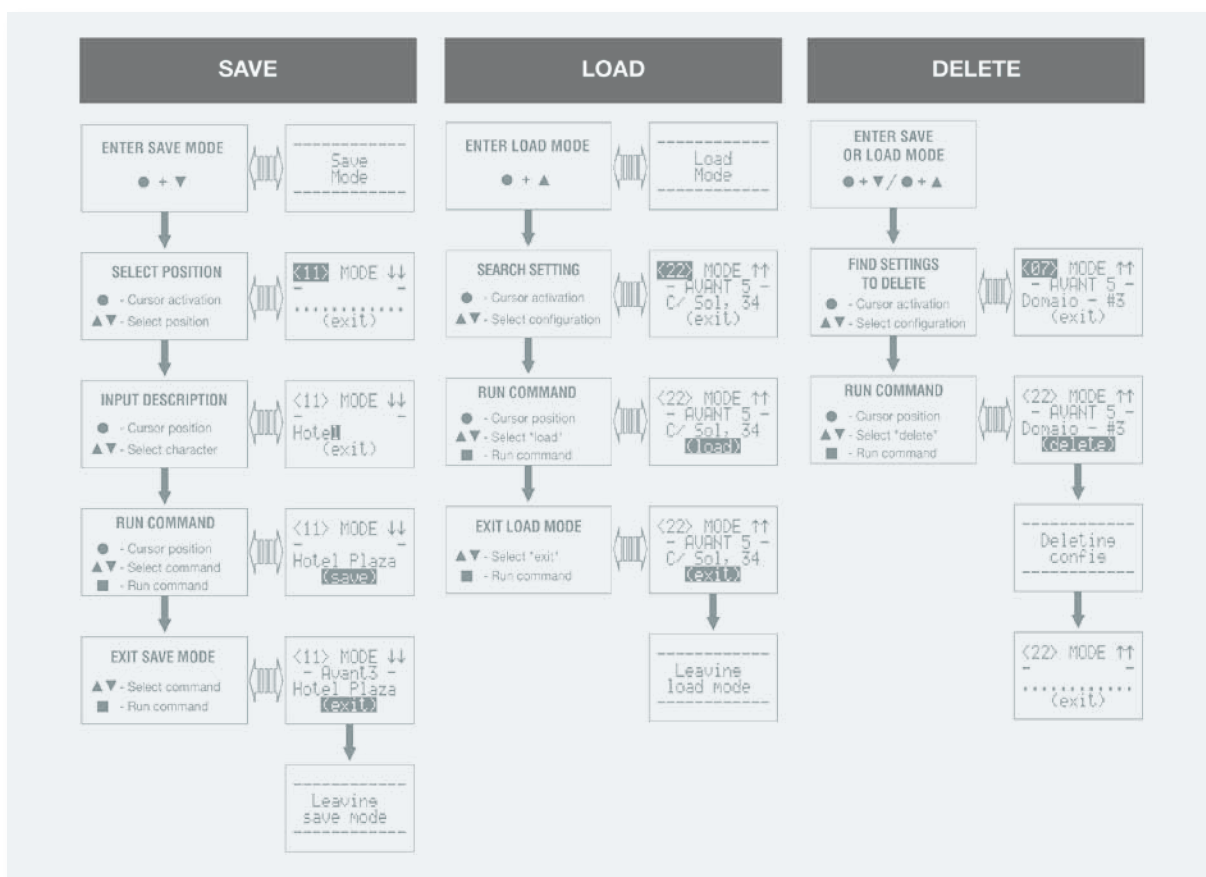 SAVE
ENTER SAVE MODE
● + ▼
Save
Mode
SELECT POSITION
● - Cursor activation
▲▼ - Select position
<11> MODE ↓↓
- -
............
(exit)
INPUT DESCRIPTION
● - Cursor position
▲▼ - Select character
<11> MODE ↓↓
- -
Hotel
(exit)
RUN COMMAND
● - Cursor position
▲▼ - Select command
■ - Run command
<11> MODE ↓↓
- -
Hotel Plaza
(save)
EXIT SAVE MODE
▲▼ - Select command
■ - Run command
<11> MODE ↓↓
- Avant3 -
Hotel Plaza
(exit)
Leaving
save mode
LOAD
ENTER LOAD MODE
● + ▲
Load
Mode
SEARCH SETTING
● - Cursor activation
▲▼ - Select configuration
<22> MODE ↑↑
- AVANT 5 -
C/ Sol, 34
(exit)
RUN COMMAND
● - Cursor position
▲▼ - Select "load"
■ - Run command
<22> MODE ↑↑
- AVANT 5 -
C/ Sol, 34
(load)
EXIT LOAD MODE
▲▼ - Select "exit"
■ - Run command
<22> MODE ↑↑
- AVANT 5 -
C/ Sol, 34
(exit)
Leaving
load mode
DELETE
ENTER SAVE
OR LOAD MODE
● + ▼ / ● + ▲
FIND SETTINGS
TO DELETE
● - Cursor activation
▲▼ - Select configuration
<07> MODE ↑↑
- AVANT 5 -
Domaio - #3
(exit)
RUN COMMAND
● - Cursor position
▲▼ - Select "delete"
■ - Run command
<22> MODE ↑↑
- AVANT 5 -
Domaio - #3
(delete)
Deleting
config
<22> MODE ↑↑
- -
............
(exit)